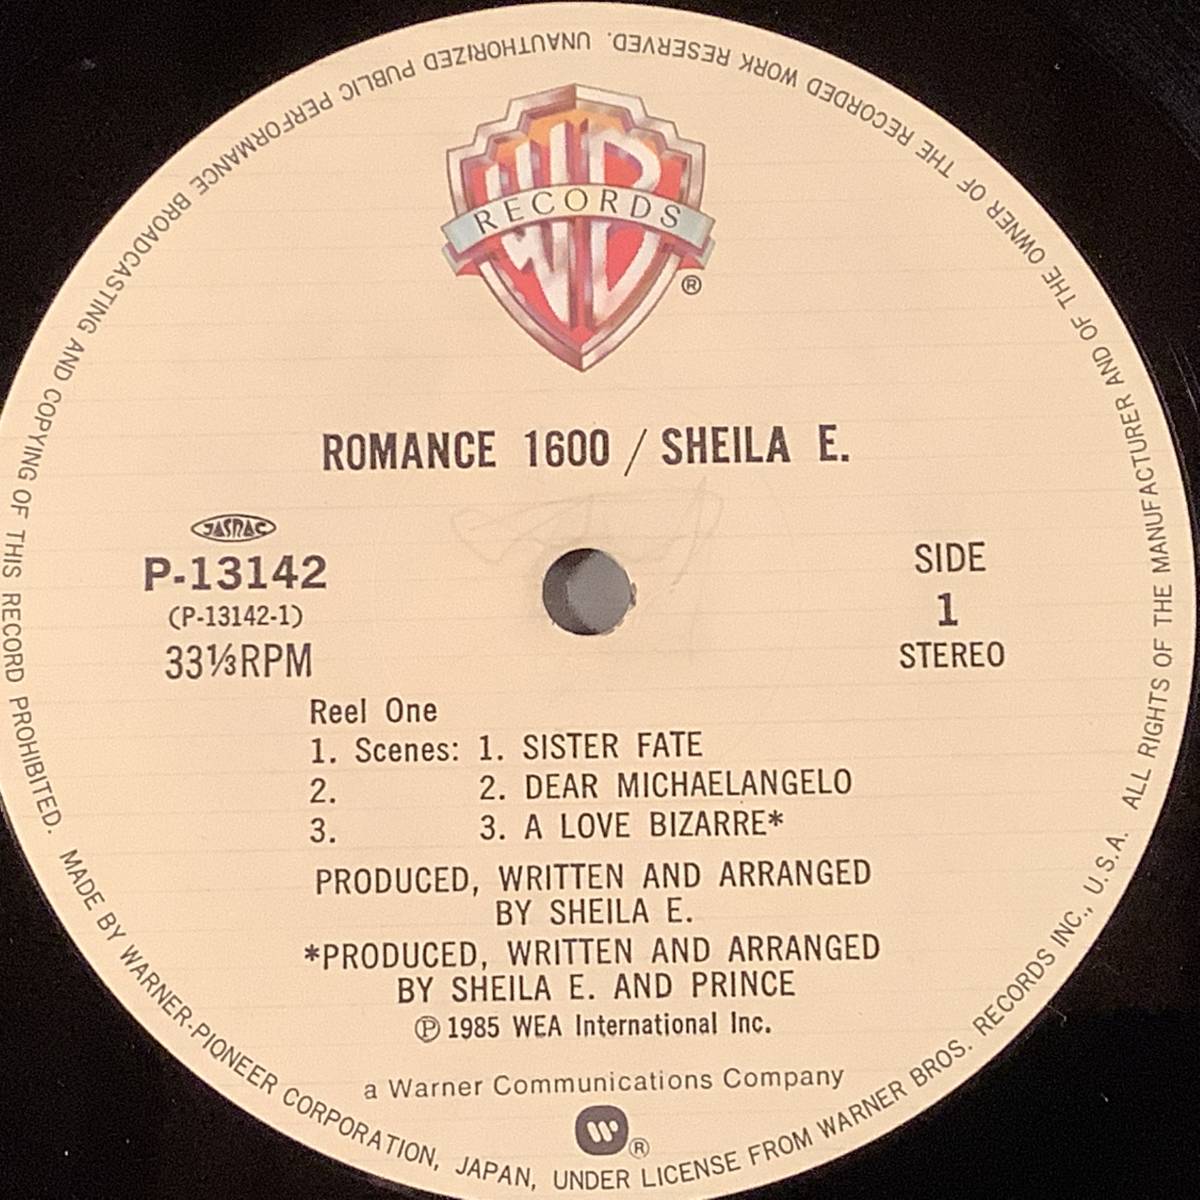 WB
RECORDS
®
ROMANCE 1600 / SHEILA E.
JASRAC
P-13142
(P-13142-1)
33⅓RPM
SIDE
1
STEREO
Reel One
1. Scenes: 1. SISTER FATE
2. 2. DEAR MICHAELANGELO
3. 3. A LOVE BIZARRE*
PRODUCED, WRITTEN AND ARRANGED
BY SHEILA E.
*PRODUCED, WRITTEN AND ARRANGED
BY SHEILA E. AND PRINCE
Ⓟ 1985 WEA International Inc.
a Warner Communications Company
®
MADE BY WARNER-PIONEER CORPORATION, JAPAN, UNDER LICENSE FROM WARNER BROS. RECORDS INC., U.S.A. ALL RIGHTS OF THE MANUFACTURER AND OF THE OWNER OF THE RECORDED WORK RESERVED. UNAUTHORIZED PUBLIC PERFORMANCE BROADCASTING AND COPYING OF THIS RECORD PROHIBITED.